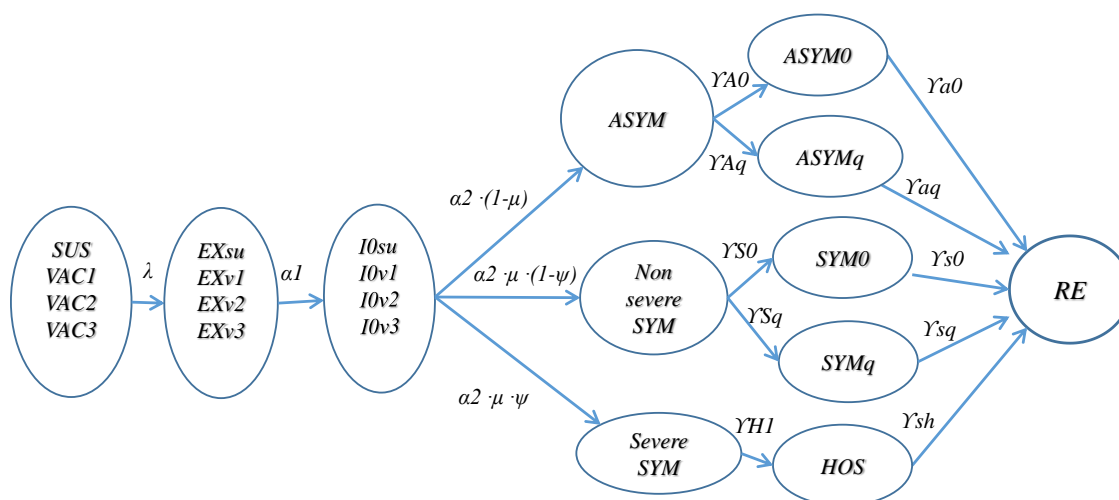 SUS
VAC1
VAC2
VAC3
λ
EXsu
EXv1
EXv2
EXv3
α1
I0su
I0v1
I0v2
I0v3
α2 ·(1-μ)
α2 ·μ ·(1-ψ)
α2 ·μ ·ψ
ASYM
ϒA0
ϒAq
ASYM0
ASYMq
ϒa0
ϒaq
Non
severe
SYM
ϒS0
ϒSq
SYM0
SYMq
ϒs0
ϒsq
Severe
SYM
ϒH1
HOS
ϒsh
RE